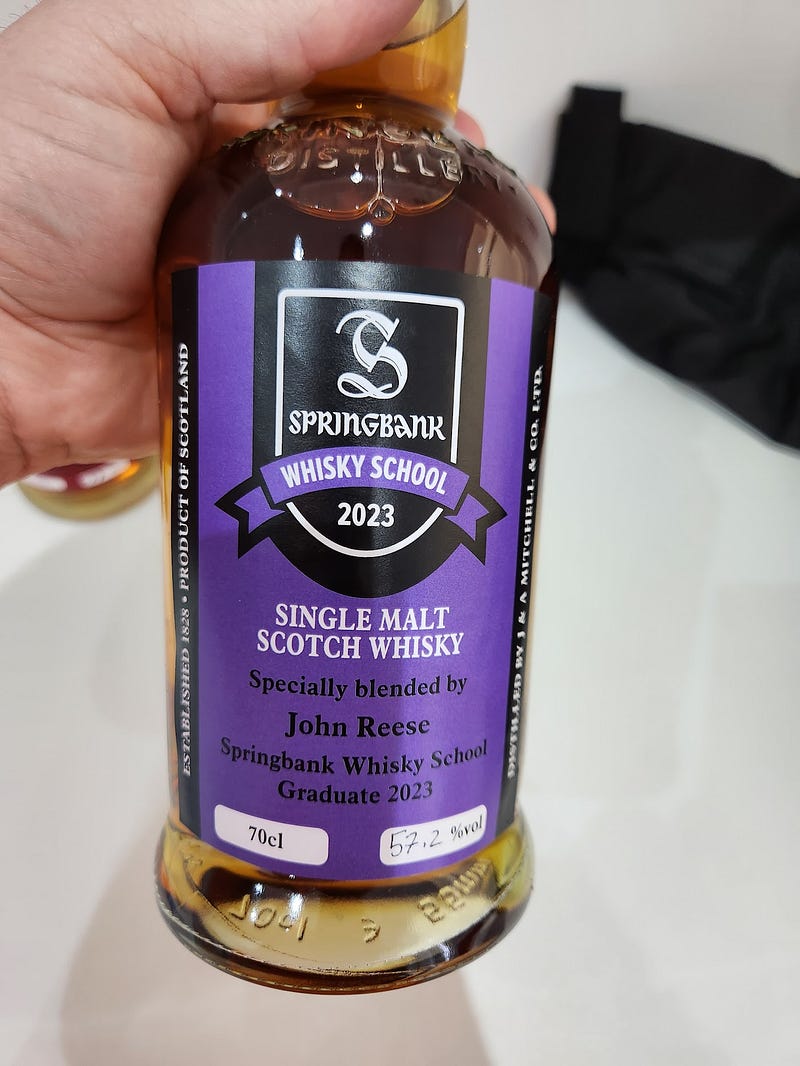 DISTILLERY
S
SPRINGBANK
WHISKY SCHOOL
2023
SINGLE MALT
SCOTCH WHISKY
Specially blended by
John Reese
Springbank Whisky School
Graduate 2023
70cl
57.2 %vol
ESTABLISHED 1828 • PRODUCT OF SCOTLAND
DISTILLED BY J & A MITCHELL & CO. LTD.